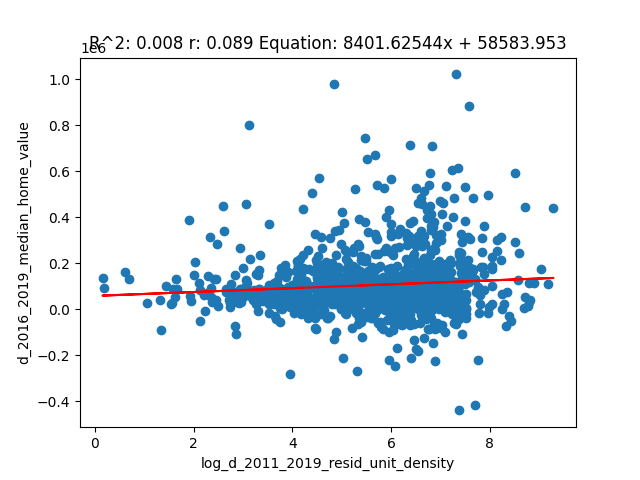 R^2: 0.008 r: 0.089 Equation: 8401.62544x + 58583.953
1e6
1.0
0.8
0.6
0.4
0.2
0.0
−0.2
−0.4
d_2016_2019_median_home_value
0 2 4 6 8
log_d_2011_2019_resid_unit_density